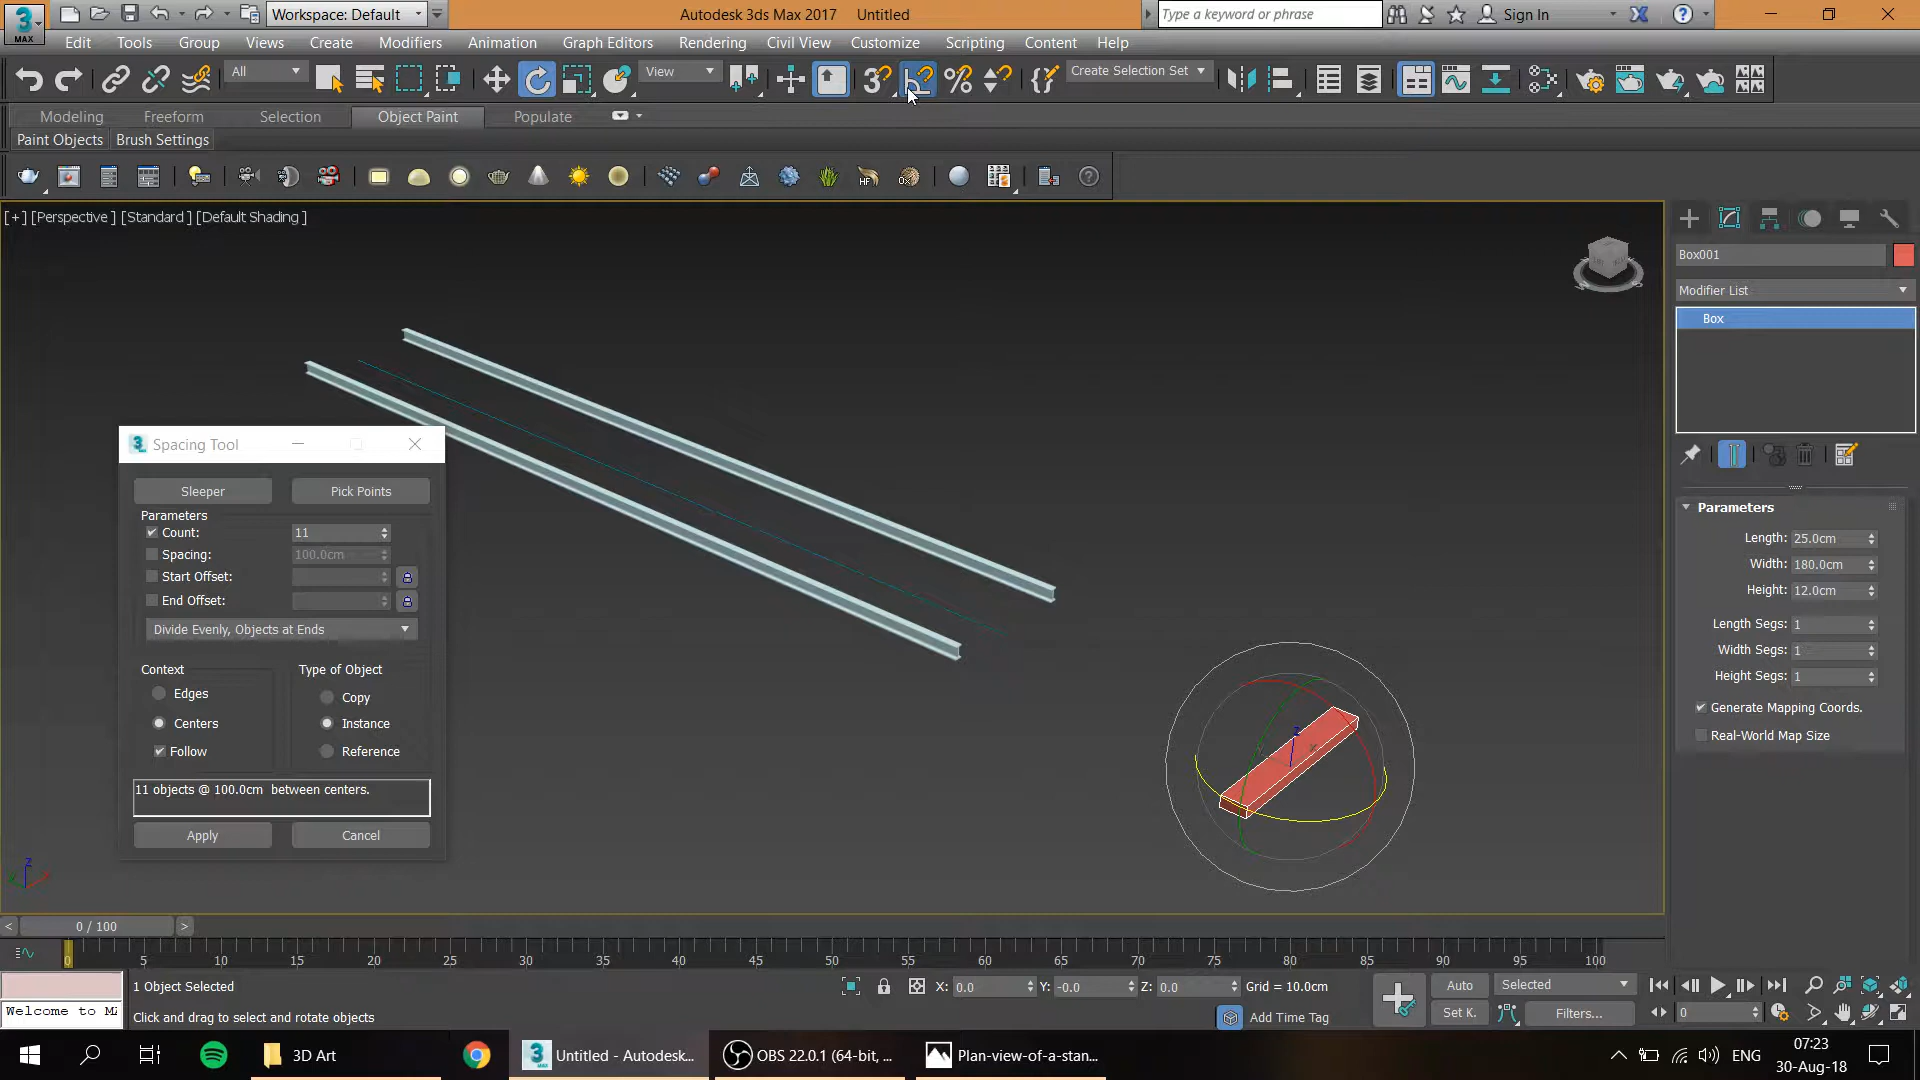 MAX
Workspace: Default
Autodesk 3ds Max 2017 Untitled
Type a keyword or phrase
Sign In
Edit Tools Group Views Create Modifiers Animation Graph Editors Rendering Civil View Customize Scripting Content Help
All
View
Create Selection Set
Modeling Freeform Selection Object Paint Populate
Paint Objects Brush Settings
[+] [Perspective ] [Standard ] [Default Shading ]
Box001
Modifier List
Box
Spacing Tool
Sleeper Pick Points
Parameters
Count: 11
Spacing: 100.0cm
Start Offset:
End Offset:
Divide Evenly, Objects at Ends
Context Type of Object
Edges Copy
Centers Instance
Follow Reference
11 objects @ 100.0cm between centers.
Apply Cancel
Parameters
Length: 25.0cm
Width: 180.0cm
Height: 12.0cm
Length Segs: 1
Width Segs: 1
Height Segs: 1
Generate Mapping Coords.
Real-World Map Size
< 0 / 100 >
0 5 10 15 20 25 30 35 40 45 50 55 60 65 70 75 80 85 90 95 100
1 Object Selected
X: 0.0 Y: -0.0 Z: 0.0 Grid = 10.0cm
Auto Selected
Welcome to M
Click and drag to select and rotate objects
Add Time Tag
Set K. Filters...
0
3D Art
Untitled - Autodesk...
OBS 22.0.1 (64-bit, ...
Plan-view-of-a-stan...
ENG
07:23
30-Aug-18